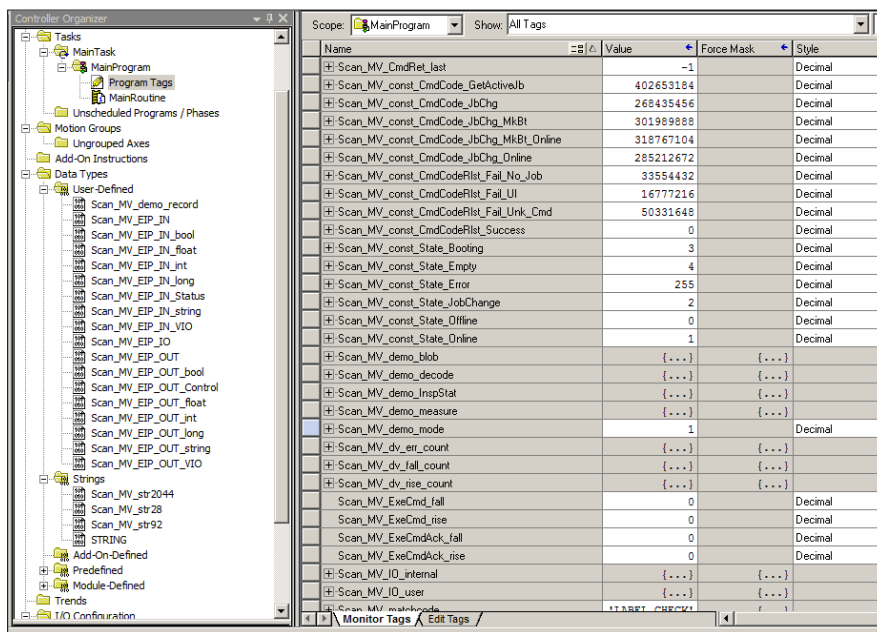 Controller Organizer
Tasks
MainTask
MainProgram
Program Tags
MainRoutine
Unscheduled Programs / Phases
Motion Groups
Ungrouped Axes
Add-On Instructions
Data Types
User-Defined
Scan_MV_demo_record
Scan_MV_EIP_IN
Scan_MV_EIP_IN_bool
Scan_MV_EIP_IN_float
Scan_MV_EIP_IN_int
Scan_MV_EIP_IN_long
Scan_MV_EIP_IN_Status
Scan_MV_EIP_IN_string
Scan_MV_EIP_IN_VIO
Scan_MV_EIP_IO
Scan_MV_EIP_OUT
Scan_MV_EIP_OUT_bool
Scan_MV_EIP_OUT_Control
Scan_MV_EIP_OUT_float
Scan_MV_EIP_OUT_int
Scan_MV_EIP_OUT_long
Scan_MV_EIP_OUT_string
Scan_MV_EIP_OUT_VIO
Strings
Scan_MV_str2044
Scan_MV_str28
Scan_MV_str92
STRING
Add-On-Defined
Predefined
Module-Defined
Trends
I/O Configuration
Scope: MainProgram Show: All Tags
Name Value Force Mask Style
Scan_MV_CmdRet_last -1 Decimal
Scan_MV_const_CmdCode_GetActiveJb 402653184 Decimal
Scan_MV_const_CmdCode_JbChg 268435456 Decimal
Scan_MV_const_CmdCode_JbChg_MkBt 301989888 Decimal
Scan_MV_const_CmdCode_JbChg_MkBt_Online 318767104 Decimal
Scan_MV_const_CmdCode_JbChg_Online 285212672 Decimal
Scan_MV_const_CmdCodeRlst_Fail_No_Job 33554432 Decimal
Scan_MV_const_CmdCodeRlst_Fail_UI 16777216 Decimal
Scan_MV_const_CmdCodeRlst_Fail_Unk_Cmd 50331648 Decimal
Scan_MV_const_CmdCodeRlst_Success 0 Decimal
Scan_MV_const_State_Booting 3 Decimal
Scan_MV_const_State_Empty 4 Decimal
Scan_MV_const_State_Error 255 Decimal
Scan_MV_const_State_JobChange 2 Decimal
Scan_MV_const_State_Offline 0 Decimal
Scan_MV_const_State_Online 1 Decimal
Scan_MV_demo_blob {...} {...}
Scan_MV_demo_decode {...} {...}
Scan_MV_demo_InspStat {...} {...}
Scan_MV_demo_measure {...} {...}
Scan_MV_demo_mode 1 Decimal
Scan_MV_dv_err_count {...} {...}
Scan_MV_dv_fall_count {...} {...}
Scan_MV_dv_rise_count {...} {...}
Scan_MV_ExeCmd_fall 0 Decimal
Scan_MV_ExeCmd_rise 0 Decimal
Scan_MV_ExeCmdAck_fall 0 Decimal
Scan_MV_ExeCmdAck_rise 0 Decimal
Scan_MV_IO_internal {...} {...}
Scan_MV_IO_user {...} {...}
Scan_MV_matchcode 'LABEL CHECK'
Monitor Tags Edit Tags